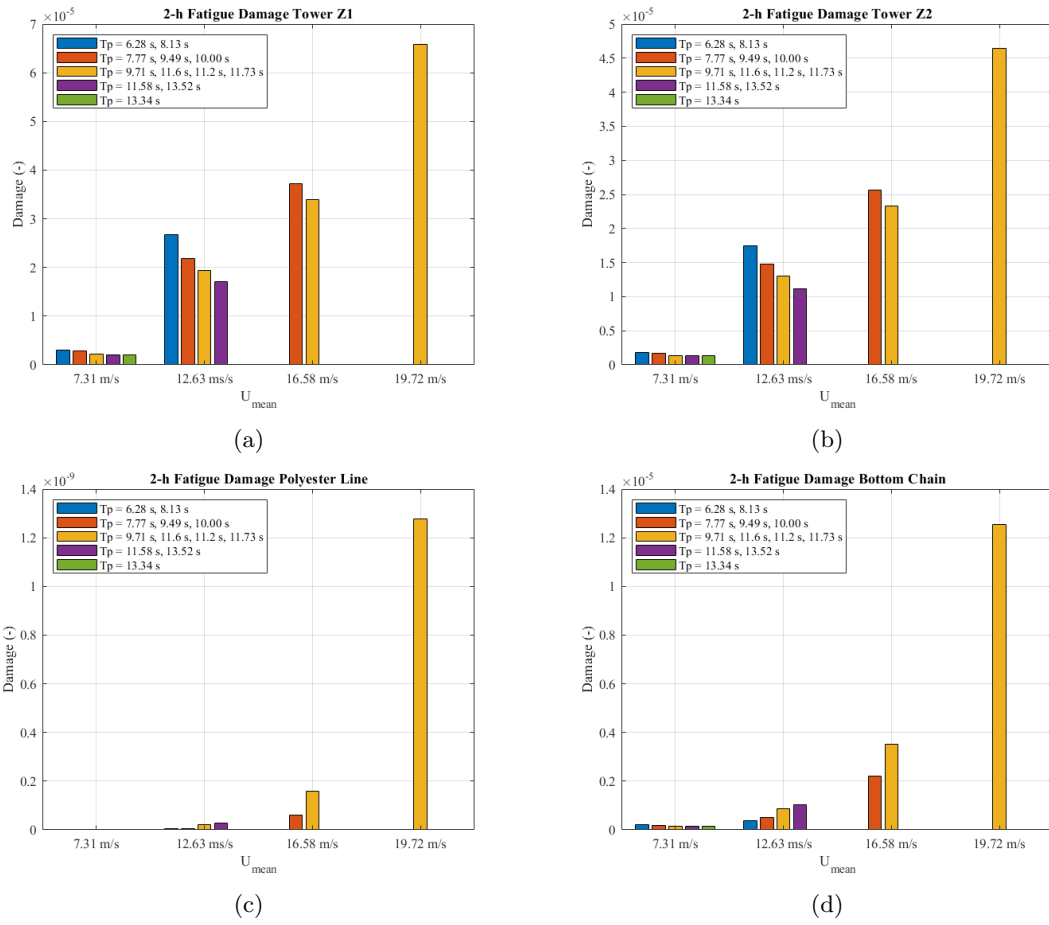 2-h Fatigue Damage Tower Z1
×10⁻⁵
7
6
5
4
3
2
1
0
Damage (-)
Tp = 6.28 s, 8.13 s
Tp = 7.77 s, 9.49 s, 10.00 s
Tp = 9.71 s, 11.6 s, 11.2 s, 11.73 s
Tp = 11.58 s, 13.52 s
Tp = 13.34 s
7.31 m/s 12.63 ms/s 16.58 m/s 19.72 m/s
U_mean
(a)
2-h Fatigue Damage Tower Z2
×10⁻⁵
5
4.5
4
3.5
3
2.5
2
1.5
1
0.5
0
Damage (-)
Tp = 6.28 s, 8.13 s
Tp = 7.77 s, 9.49 s, 10.00 s
Tp = 9.71 s, 11.6 s, 11.2 s, 11.73 s
Tp = 11.58 s, 13.52 s
Tp = 13.34 s
7.31 m/s 12.63 ms/s 16.58 m/s 19.72 m/s
U_mean
(b)
2-h Fatigue Damage Polyester Line
×10⁻⁹
1.4
1.2
1
0.8
0.6
0.4
0.2
0
Damage (-)
Tp = 6.28 s, 8.13 s
Tp = 7.77 s, 9.49 s, 10.00 s
Tp = 9.71 s, 11.6 s, 11.2 s, 11.73 s
Tp = 11.58 s, 13.52 s
Tp = 13.34 s
7.31 m/s 12.63 m/s 16.58 m/s 19.72 m/s
U_mean
(c)
2-h Fatigue Damage Bottom Chain
×10⁻⁵
1.4
1.2
1
0.8
0.6
0.4
0.2
0
Damage (-)
Tp = 6.28 s, 8.13 s
Tp = 7.77 s, 9.49 s, 10.00 s
Tp = 9.71 s, 11.6 s, 11.2 s, 11.73 s
Tp = 11.58 s, 13.52 s
Tp = 13.34 s
7.31 m/s 12.63 m/s 16.58 m/s 19.72 m/s
U_mean
(d)